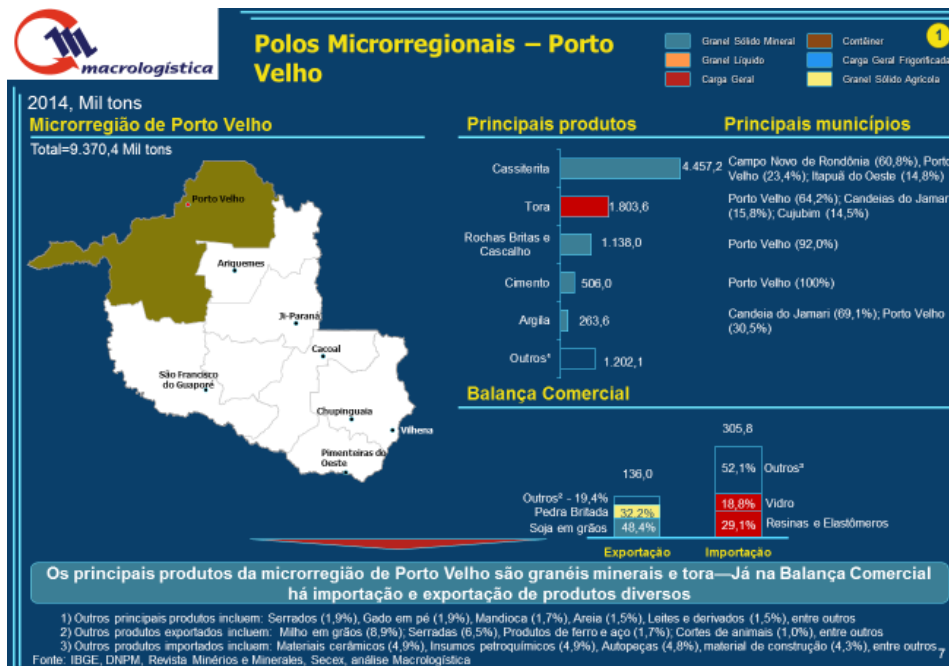 macrologística
Polos Microrregionais – Porto
Velho
Granel Sólido Mineral
Granel Líquido
Carga Geral
Contêiner
Carga Geral Frigorificada
Granel Sólido Agrícola
1
2014, Mil tons
Microrregião de Porto Velho
Total=9.370,4 Mil tons
Porto Velho
Ariquemes
Ji-Paraná
Cacoal
São Francisco
do Guaporé
Chupinguaia
Vilhena
Pimenteiras do
Oeste
Principais produtos
Principais municípios
Cassiterita
4.457,2
Campo Novo de Rondônia (60,8%), Porto
Velho (23,4%); Itapuã do Oeste (14,8%)
Tora
1.803,6
Porto Velho (64,2%); Candeias do Jamari
(15,8%); Cujubim (14,5%)
Rochas Britas e
Cascalho
1.138,0
Porto Velho (92,0%)
Cimento
506,0
Porto Velho (100%)
Argila
263,6
Candeia do Jamari (69,1%); Porto Velho
(30,5%)
Outros¹
1.202,1
Balança Comercial
136,0
Outros² - 19,4%
Pedra Britada
32,2%
Soja em grãos
48,4%
Exportação
305,8
52,1%
Outros³
18,8%
Vidro
29,1%
Resinas e Elastômeros
Importação
Os principais produtos da microrregião de Porto Velho são granéis minerais e tora—Já na Balança Comercial
há importação e exportação de produtos diversos
1) Outros principais produtos incluem: Serrados (1,9%), Gado em pé (1,9%), Mandioca (1,7%), Areia (1,5%), Leites e derivados (1,5%), entre outros
2) Outros produtos exportados incluem: Milho em grãos (8,9%); Serradas (6,5%), Produtos de ferro e aço (1,7%); Cortes de animais (1,0%), entre outros
3) Outros produtos importados incluem: Materiais cerâmicos (4,9%), Insumos petroquímicos (4,9%), Autopeças (4,8%), material de construção (4,3%), entre outros
Fonte: IBGE, DNPM, Revista Minérios e Minerales, Secex, análise Macrologística
7